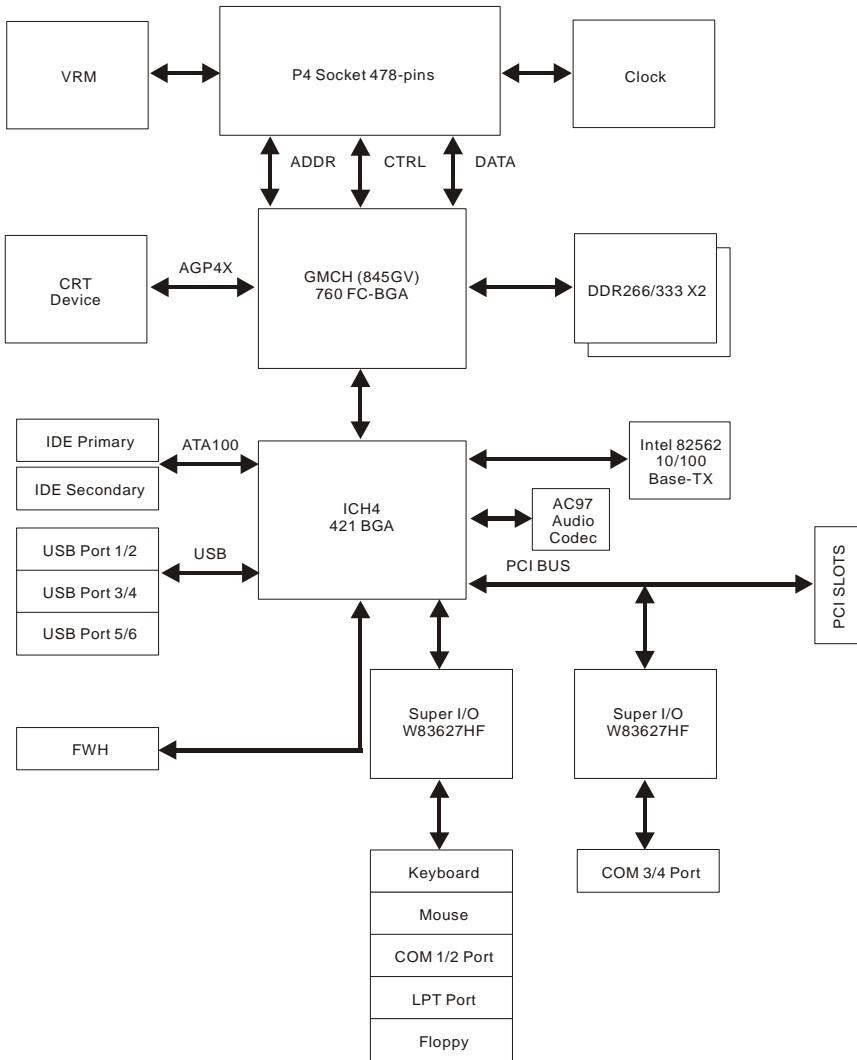 VRM
P4 Socket 478-pins
Clock
ADDR
CTRL
DATA
CRT
Device
AGP4X
GMCH (845GV)
760 FC-BGA
DDR266/333 X2
IDE Primary
IDE Secondary
ATA100
ICH4
421 BGA
Intel 82562
10/100
Base-TX
AC97
Audio
Codec
USB Port 1/2
USB Port 3/4
USB Port 5/6
USB
PCI BUS
PCI SLOTS
FWH
Super I/O
W83627HF
Super I/O
W83627HF
Keyboard
Mouse
COM 1/2 Port
LPT Port
Floppy
COM 3/4 Port